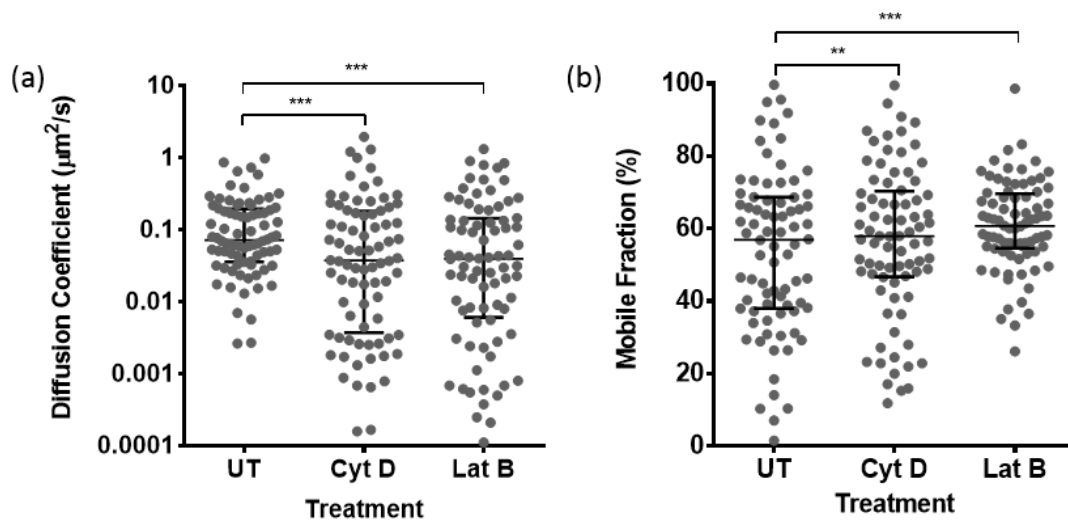 (a)
***
***
Diffusion Coefficient (μm²/s)
10
1
0.1
0.01
0.001
0.0001
UT Cyt D Lat B
Treatment
(b)
***
**
Mobile Fraction (%)
100
80
60
40
20
0
UT Cyt D Lat B
Treatment